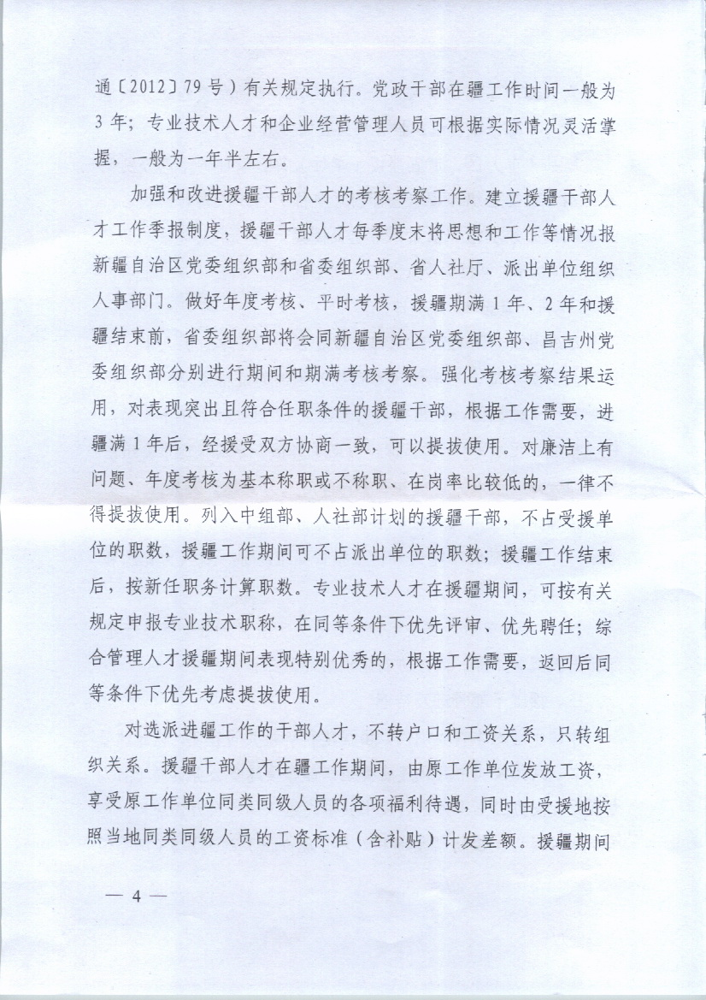 通〔2012〕79号）有关规定执行。党政干部在疆工作时间一般为
3年；专业技术人才和企业经营管理人员可根据实际情况灵活掌
握，一般为一年半左右。
加强和改进援疆干部人才的考核考察工作。建立援疆干部人
才工作季报制度，援疆干部人才每季度末将思想和工作等情况报
新疆自治区党委组织部和省委组织部、省人社厅、派出单位组织
人事部门。做好年度考核、平时考核，援疆期满1年、2年和援
疆结束前，省委组织部将会同新疆自治区党委组织部、昌吉州党
委组织部分别进行期间和期满考核考察。强化考核考察结果运
用，对表现突出且符合任职条件的援疆干部，根据工作需要，进
疆满1年后，经援受双方协商一致，可以提拔使用。对廉洁上有
问题、年度考核为基本称职或不称职、在岗率比较低的，一律不
得提拔使用。列入中组部、人社部计划的援疆干部，不占受援单
位的职数，援疆工作期间可不占派出单位的职数；援疆工作结束
后，按新任职务计算职数。专业技术人才在援疆期间，可按有关
规定申报专业技术职称，在同等条件下优先评审、优先聘任；综
合管理人才援疆期间表现特别优秀的，根据工作需要，返回后同
等条件下优先考虑提拔使用。
对选派进疆工作的干部人才，不转户口和工资关系，只转组
织关系。援疆干部人才在疆工作期间，由原工作单位发放工资，
享受原工作单位同类同级人员的各项福利待遇，同时由受援地按
照当地同类同级人员的工资标准（含补贴）计发差额。援疆期间
— 4 —